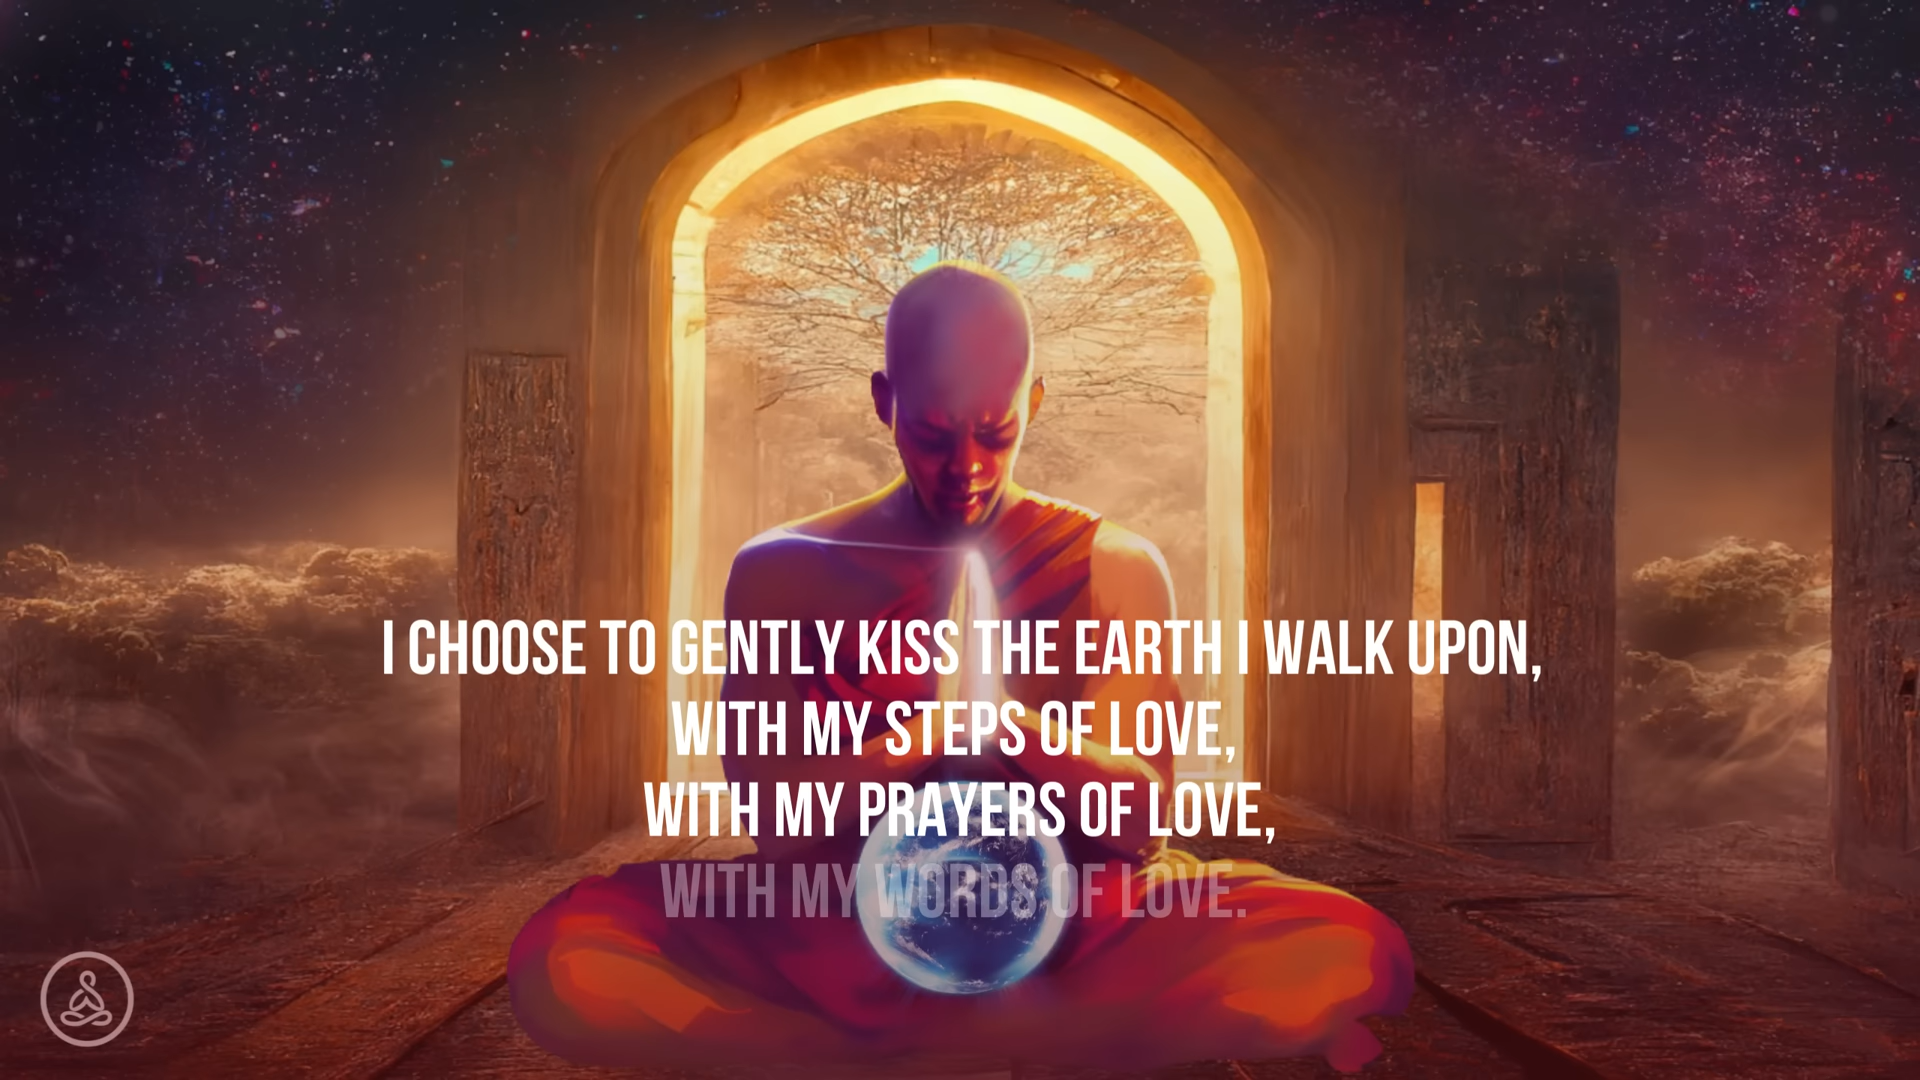 I CHOOSE TO GENTLY KISS THE EARTH I WALK UPON,
WITH MY STEPS OF LOVE,
WITH MY PRAYERS OF LOVE,
WITH MY WORDS OF LOVE.